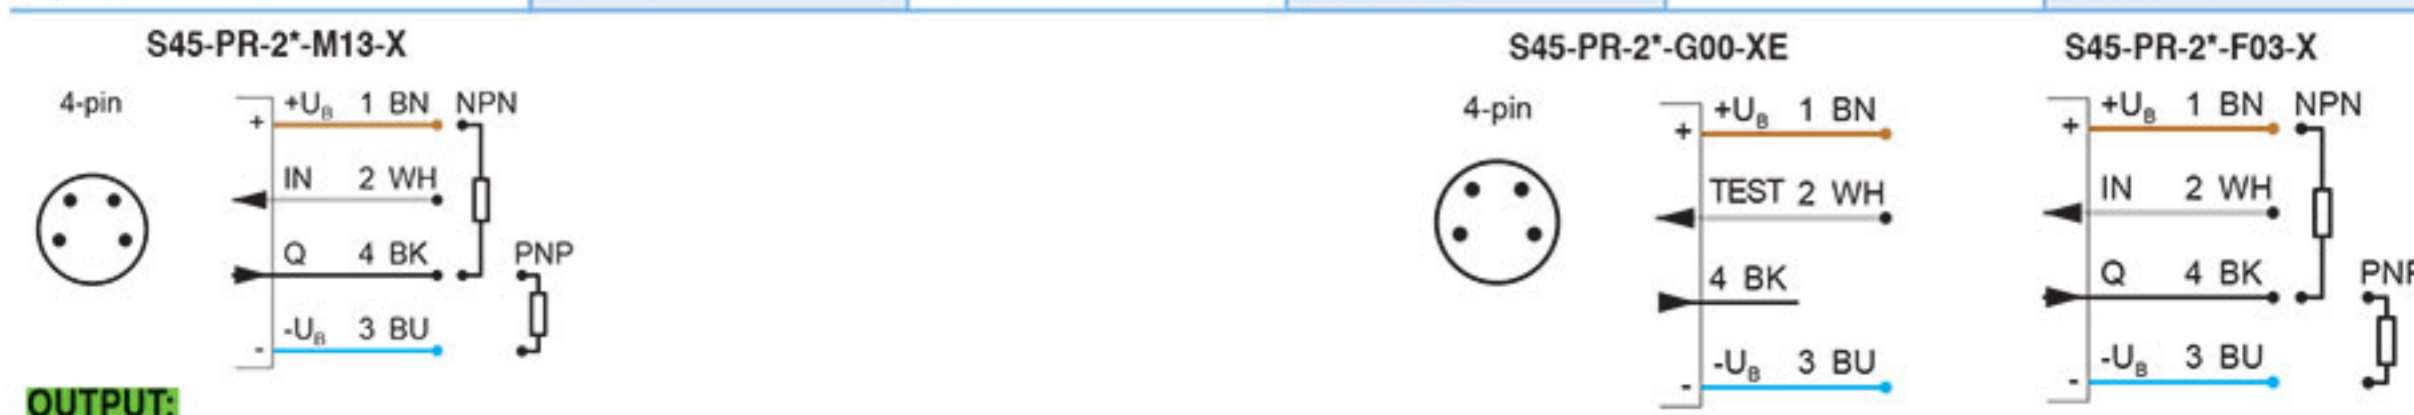 S45-PR-2*-M13-X
4-pin
+UB 1 BN NPN
+
IN 2 WH
Q 4 BK PNP
-UB 3 BU
-
OUTPUT:
S45-PR-2*-G00-XE
4-pin
+UB 1 BN
+
TEST 2 WH
4 BK
-UB 3 BU
-
S45-PR-2*-F03-X
+UB 1 BN NPN
+
IN 2 WH
Q 4 BK PNP
-UB 3 BU
-